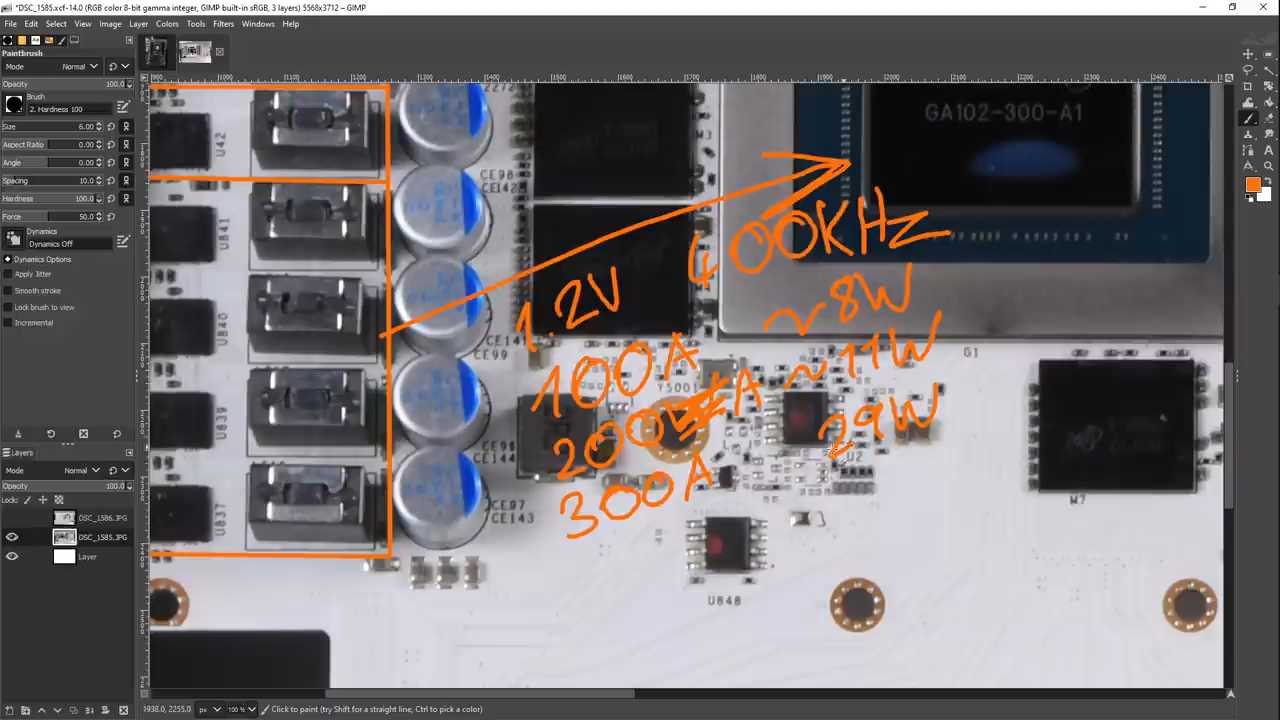 *DSC_1585.xcf-14.0 (RGB color 8-bit gamma integer, GIMP built-in sRGB, 3 layers) 5568x3712 – GIMP
File Edit Select View Image Layer Colors Tools Filters Windows Help
Paintbrush
Mode Normal
Opacity 100.0
Brush
2. Hardness 100
Size 6.00
Aspect Ratio 0.00
Angle 0.00
Spacing 10.0
Hardness 100.0
Force 50.0
Dynamics
Dynamics Off
Dynamics Options
Apply Jitter
Smooth stroke
Lock brush to view
Incremental
Layers
Mode Normal
Opacity 100.0
Lock:
DSC_1586.JPG
DSC_1585.JPG
Layer
GA102-300-A1
U42
U841
U840
U839
U837
M3
CE98
CE142
CE99
CE96
CE144
CE97
CE143
Y5001
G1
U2
U848
M7
400KHz
1.2V
~8W
100A
~11W
200A
29W
300A
1938.0, 2255.0 px 100 % Click to paint (try Shift for a straight line, Ctrl to pick a color)